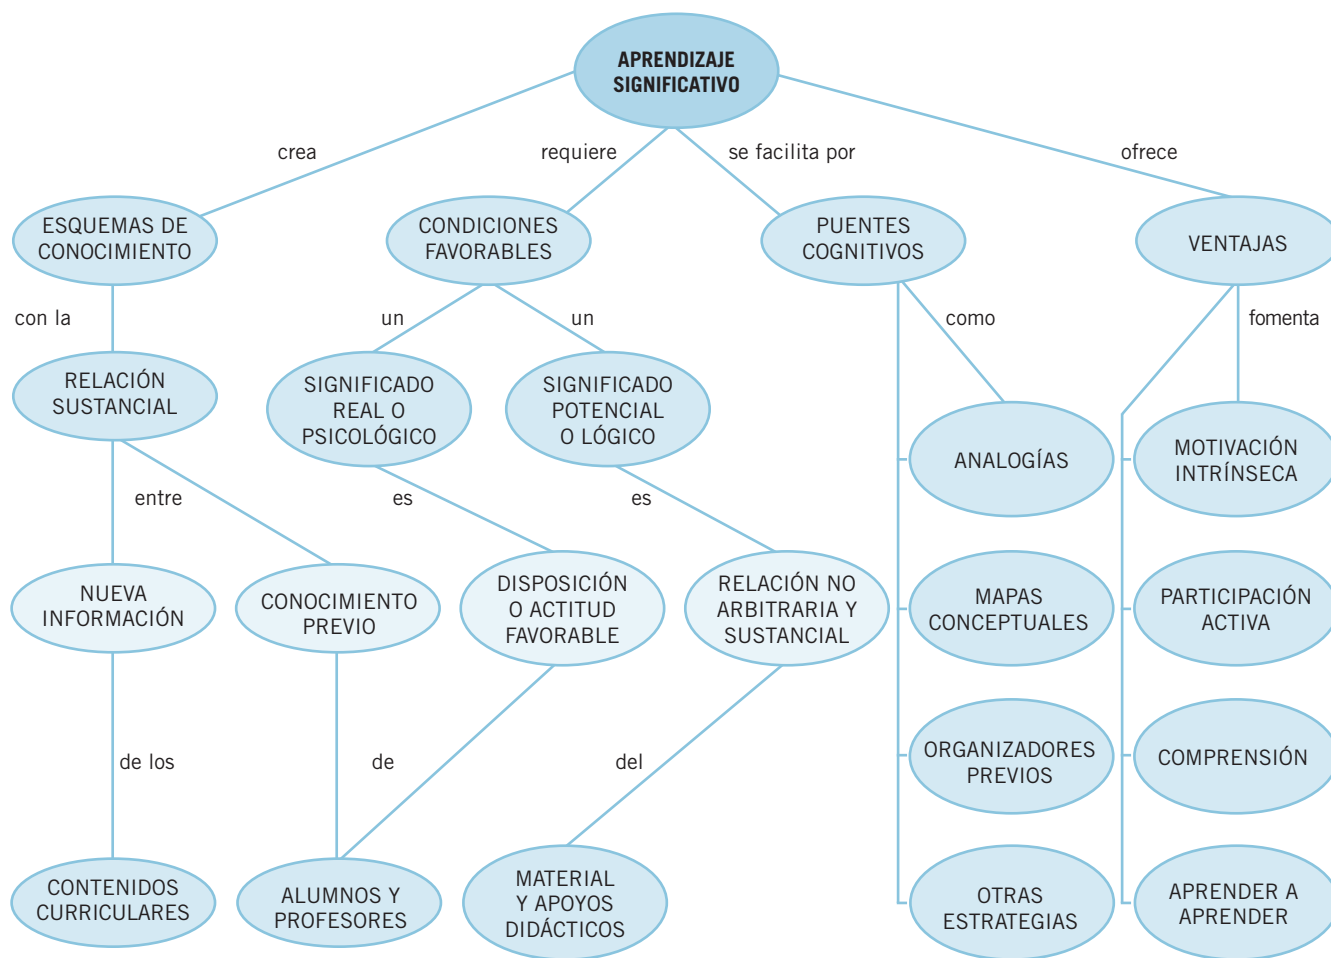 APRENDIZAJE
SIGNIFICATIVO
crea
requiere
se facilita por
ofrece
ESQUEMAS DE
CONOCIMIENTO
CONDICIONES
FAVORABLES
PUENTES
COGNITIVOS
VENTAJAS
con la
un
un
como
fomenta
RELACIÓN
SUSTANCIAL
SIGNIFICADO
REAL O
PSICOLÓGICO
SIGNIFICADO
POTENCIAL
O LÓGICO
ANALOGÍAS
MOTIVACIÓN
INTRÍNSECA
entre
es
es
NUEVA
INFORMACIÓN
CONOCIMIENTO
PREVIO
DISPOSICIÓN
O ACTITUD
FAVORABLE
RELACIÓN NO
ARBITRARIA Y
SUSTANCIAL
MAPAS
CONCEPTUALES
PARTICIPACIÓN
ACTIVA
de los
de
del
ORGANIZADORES
PREVIOS
COMPRENSIÓN
CONTENIDOS
CURRICULARES
ALUMNOS Y
PROFESORES
MATERIAL
Y APOYOS
DIDÁCTICOS
OTRAS
ESTRATEGIAS
APRENDER A
APRENDER